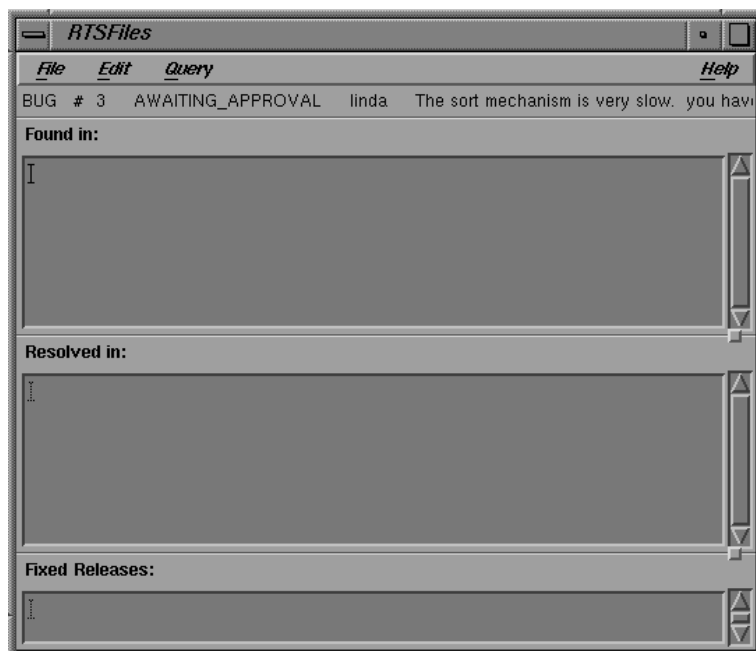 RTSFiles
File Edit Query Help
BUG # 3 AWAITING_APPROVAL linda The sort mechanism is very slow. you hav
Found in:
Resolved in:
Fixed Releases: